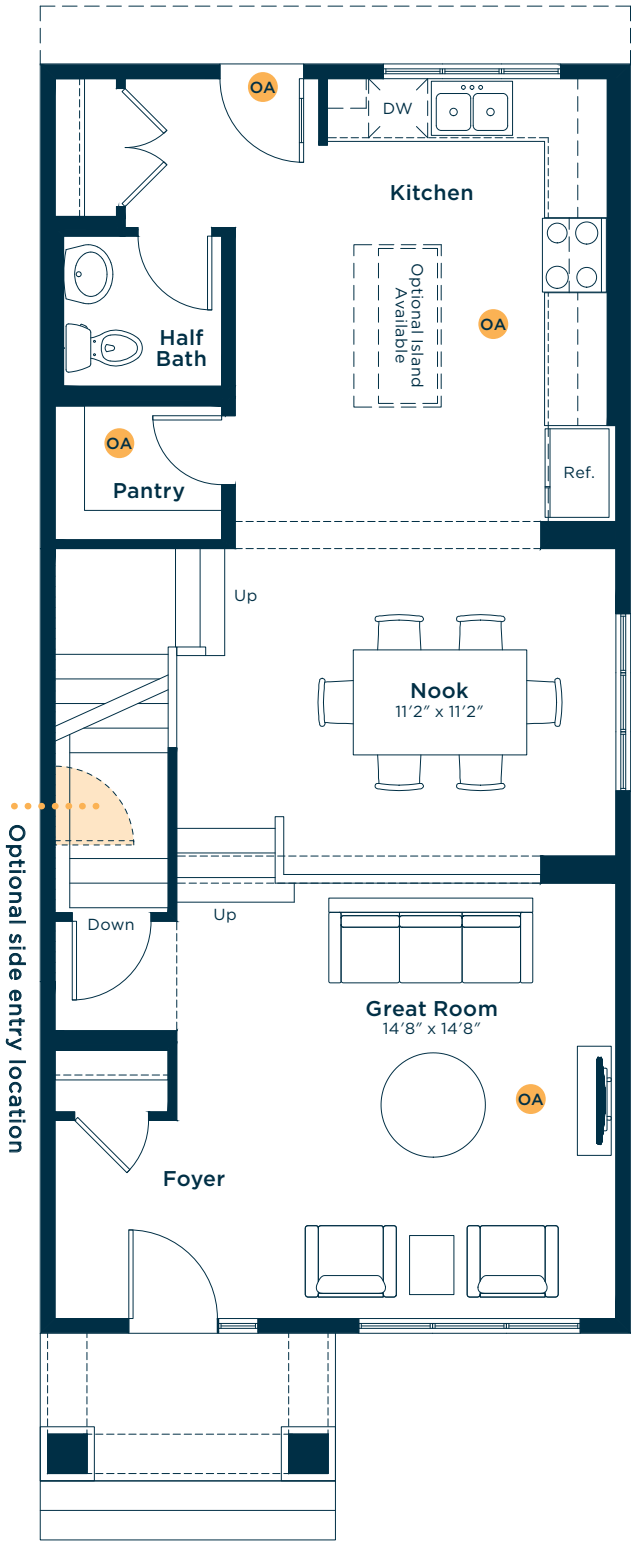 OA
DW
Kitchen
Optional Island
Available
OA
Half
Bath
OA
Pantry
Ref.
Up
Nook
11'2" x 11'2"
Optional side entry location
Up
Down
Great Room
14'8" x 14'8"
OA
Foyer